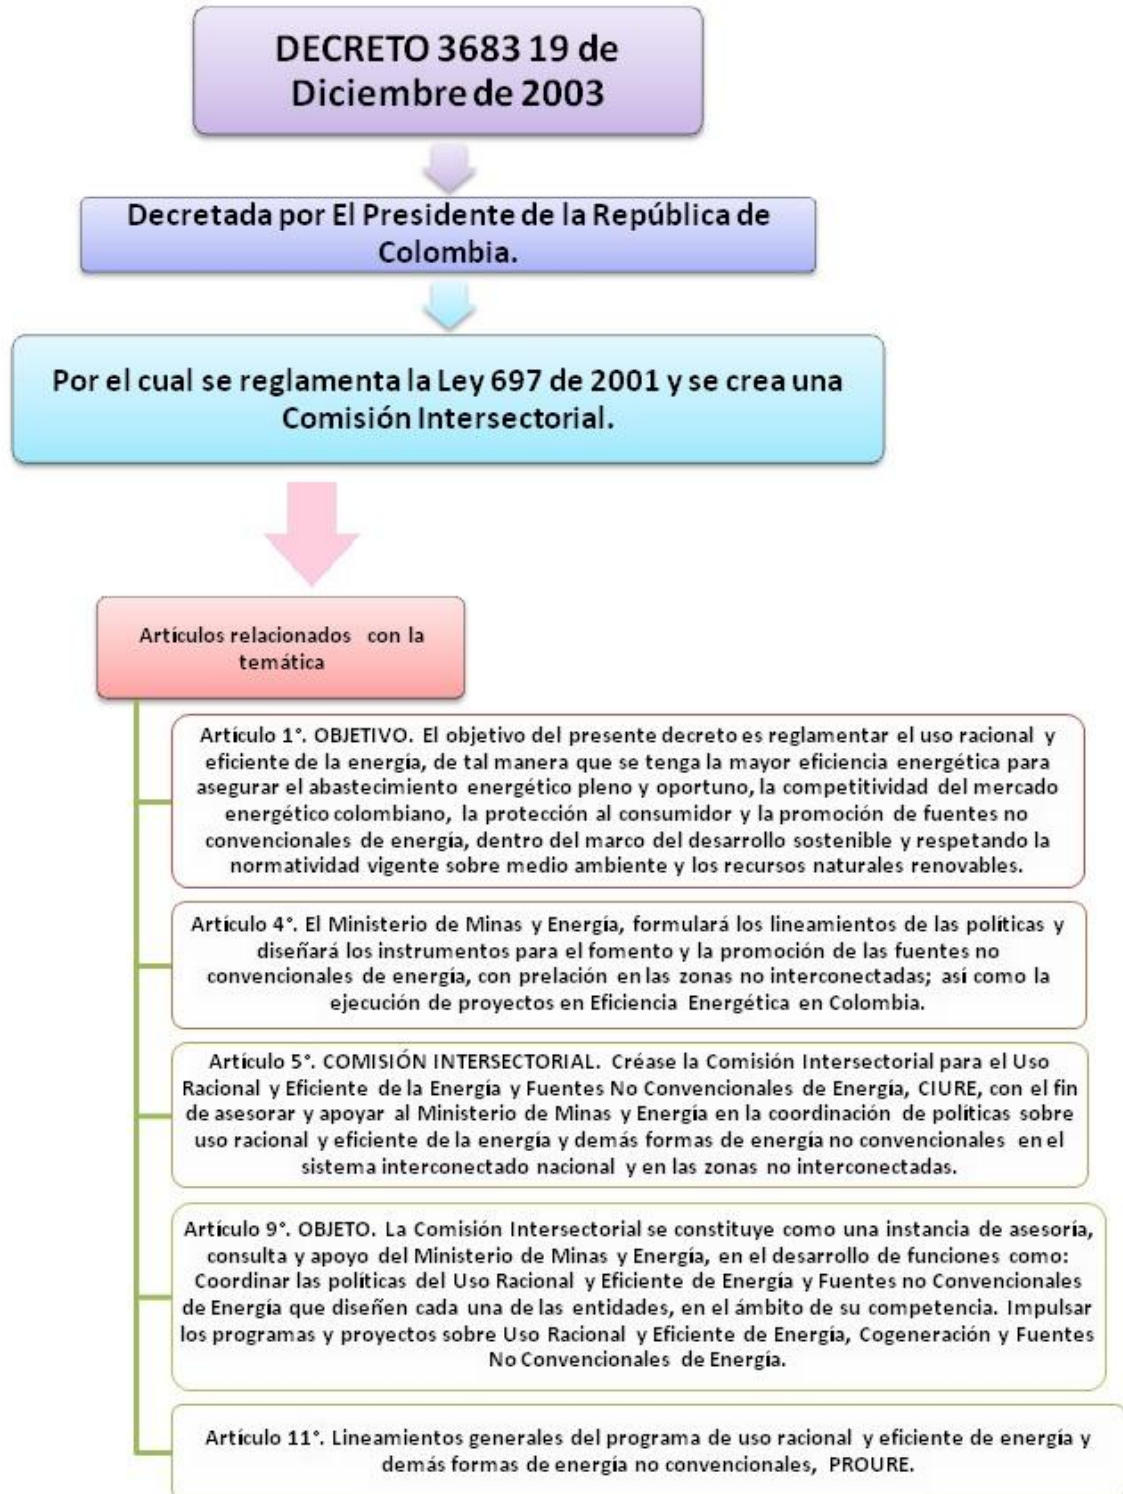 DECRETO 3683 19 de
Diciembre de 2003
Decretada por El Presidente de la República de
Colombia.
Por el cual se reglamenta la Ley 697 de 2001 y se crea una
Comisión Intersectorial.
Artículos relacionados con la
temática
Artículo 1°. OBJETIVO. El objetivo del presente decreto es reglamentar el uso racional y
eficiente de la energía, de tal manera que se tenga la mayor eficiencia energética para
asegurar el abastecimiento energético pleno y oportuno, la competitividad del mercado
energético colombiano, la protección al consumidor y la promoción de fuentes no
convencionales de energía, dentro del marco del desarrollo sostenible y respetando la
normatividad vigente sobre medio ambiente y los recursos naturales renovables.
Artículo 4°. El Ministerio de Minas y Energía, formulará los lineamientos de las políticas y
diseñará los instrumentos para el fomento y la promoción de las fuentes no
convencionales de energía, con prelación en las zonas no interconectadas; así como la
ejecución de proyectos en Eficiencia Energética en Colombia.
Artículo 5°. COMISIÓN INTERSECTORIAL. Créase la Comisión Intersectorial para el Uso
Racional y Eficiente de la Energía y Fuentes No Convencionales de Energía, CIURE, con el fin
de asesorar y apoyar al Ministerio de Minas y Energía en la coordinación de políticas sobre
uso racional y eficiente de la energía y demás formas de energía no convencionales en el
sistema interconectado nacional y en las zonas no interconectadas.
Artículo 9°. OBJETO. La Comisión Intersectorial se constituye como una instancia de asesoría,
consulta y apoyo del Ministerio de Minas y Energía, en el desarrollo de funciones como:
Coordinar las políticas del Uso Racional y Eficiente de Energía y Fuentes no Convencionales
de Energía que diseñen cada una de las entidades, en el ámbito de su competencia. Impulsar
los programas y proyectos sobre Uso Racional y Eficiente de Energía, Cogeneración y Fuentes
No Convencionales de Energía.
Artículo 11°. Lineamientos generales del programa de uso racional y eficiente de energía y
demás formas de energía no convencionales, PROURE.